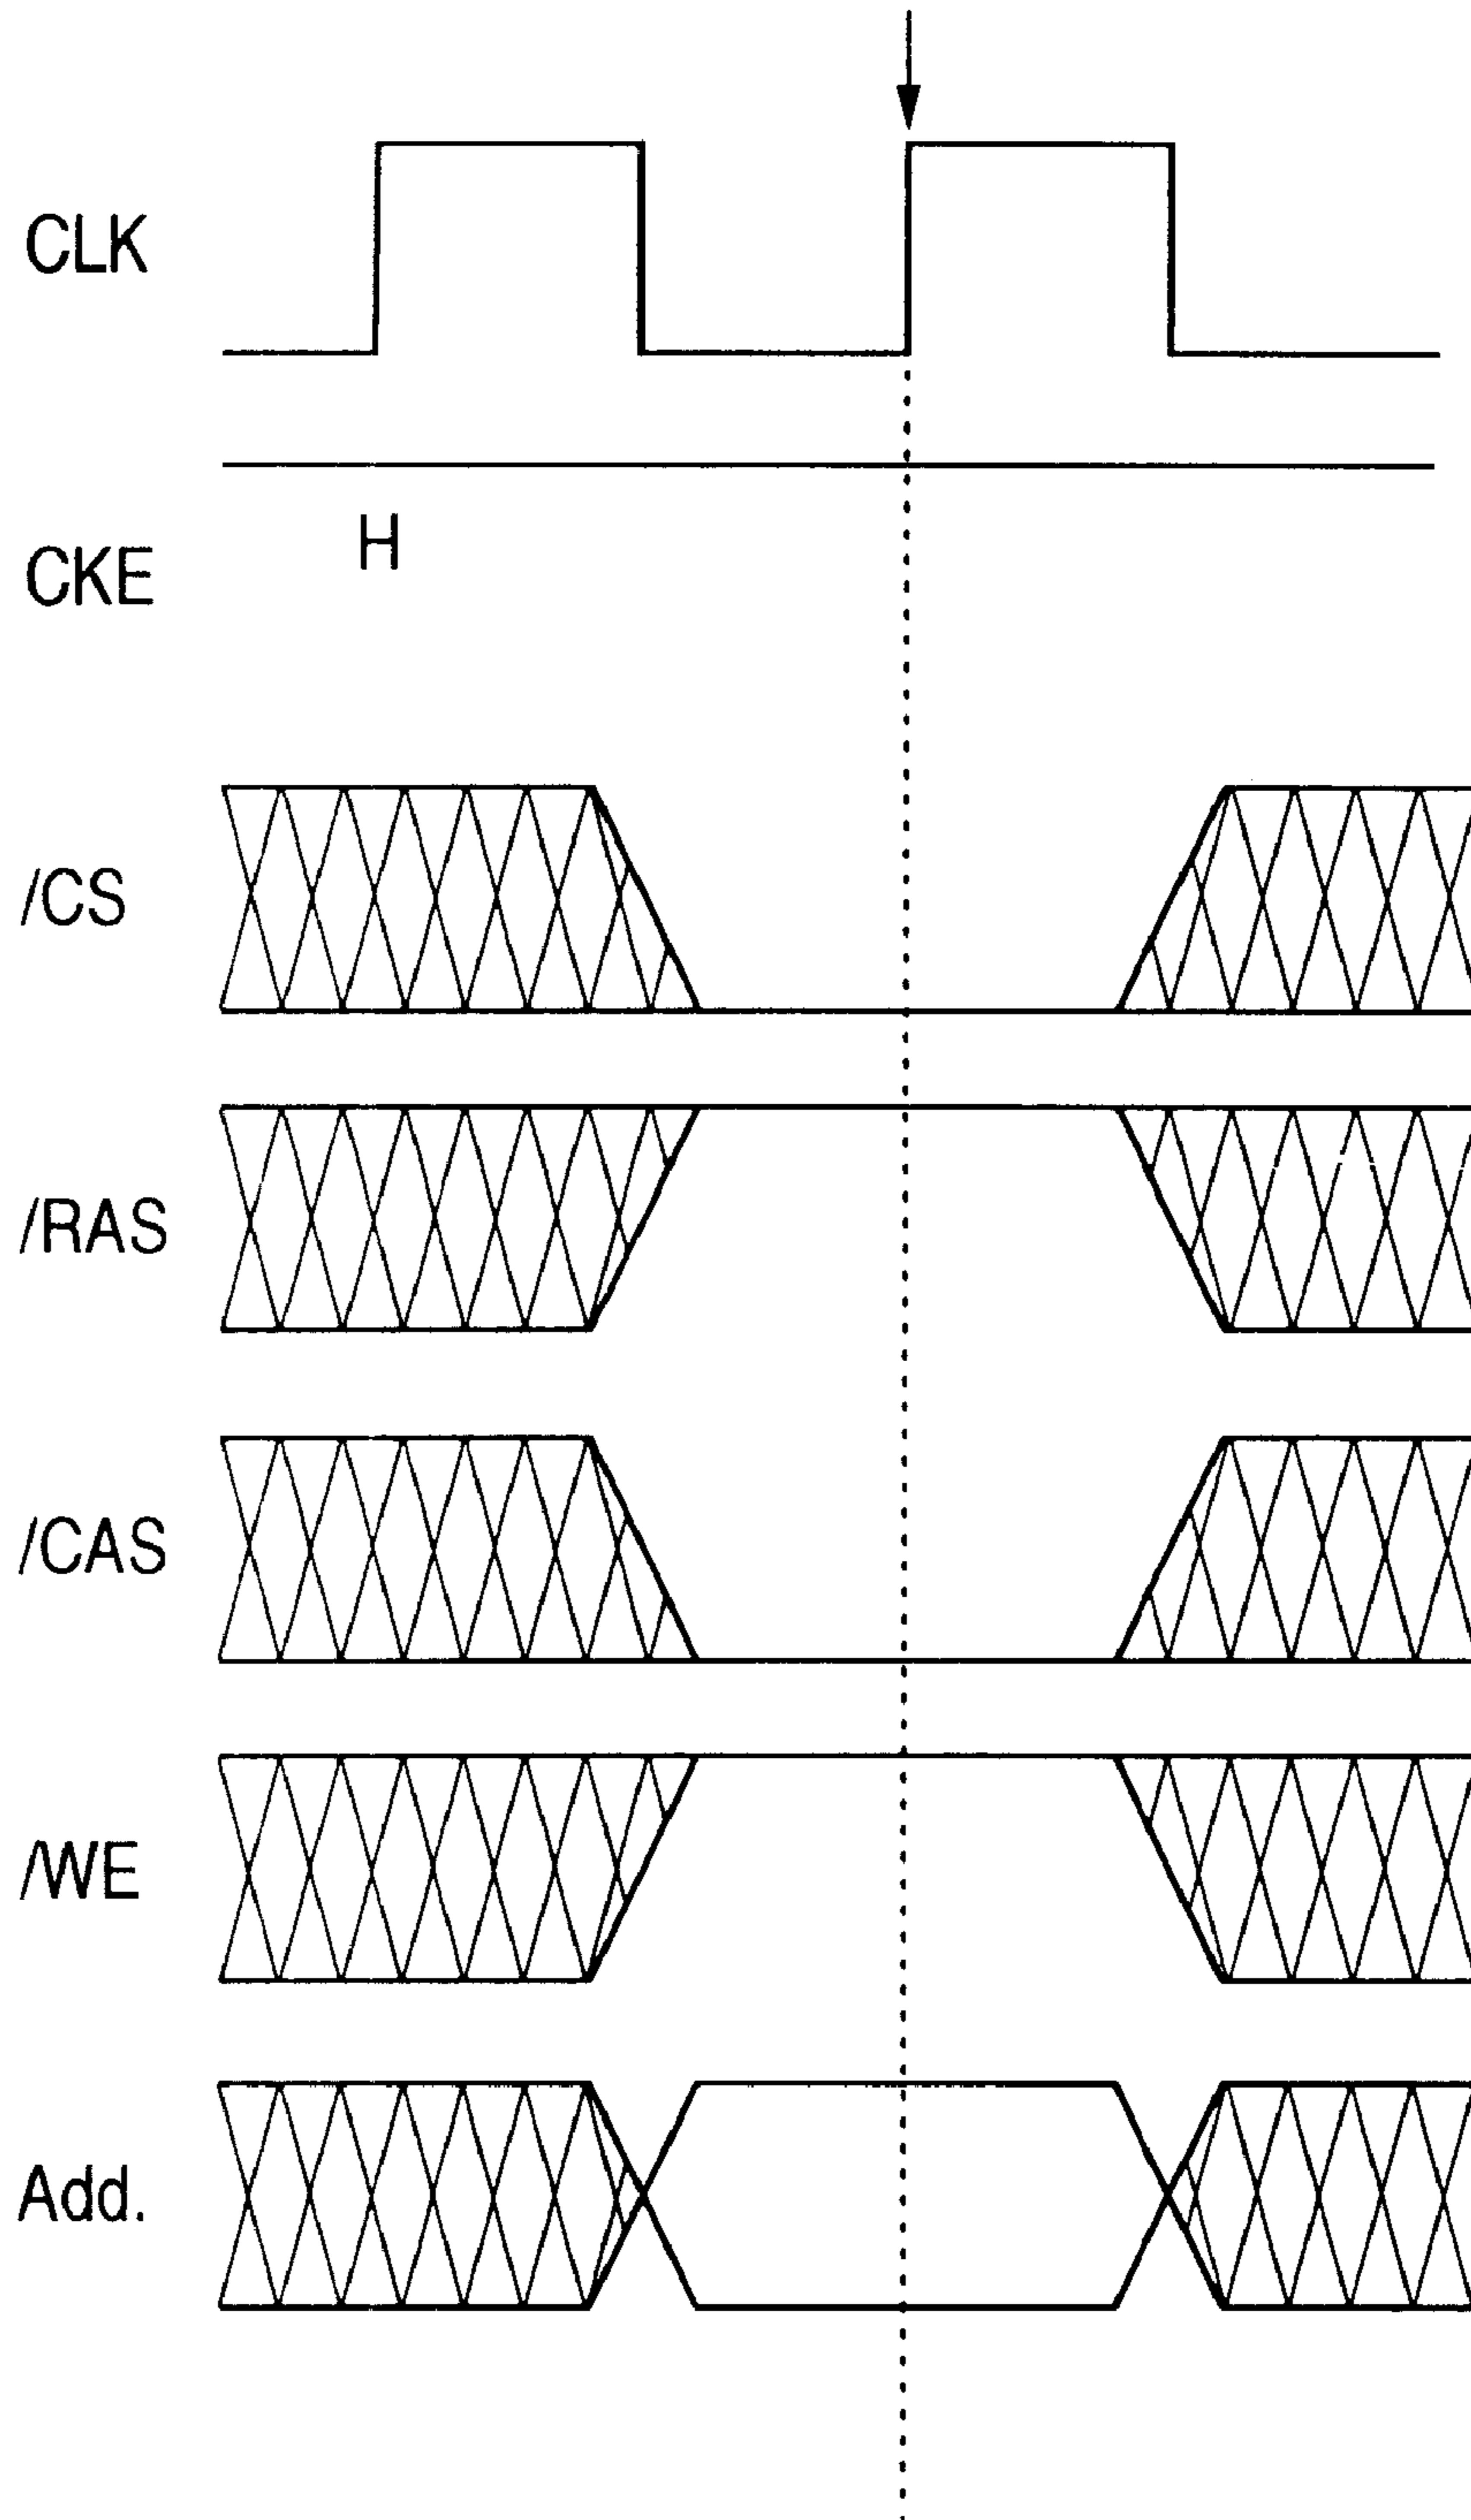 CLK
H
CKE
/CS
/RAS
/CAS
/WE
Add.